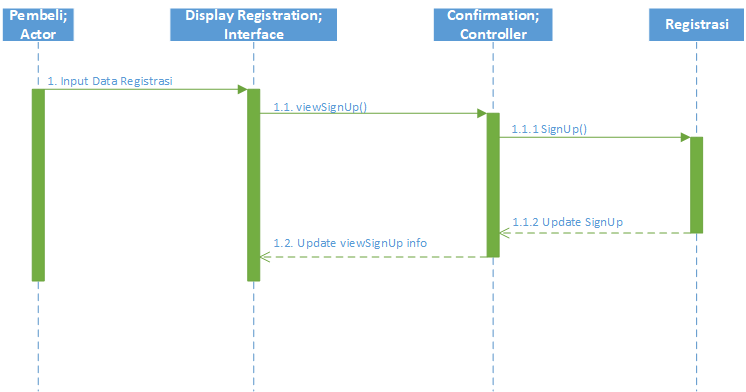 Pembeli;
Actor
Display Registration;
Interface
Confirmation;
Controller
Registrasi
1. Input Data Registrasi
1.1. viewSignUp()
1.1.1 SignUp()
1.1.2 Update SignUp
1.2. Update viewSignUp info